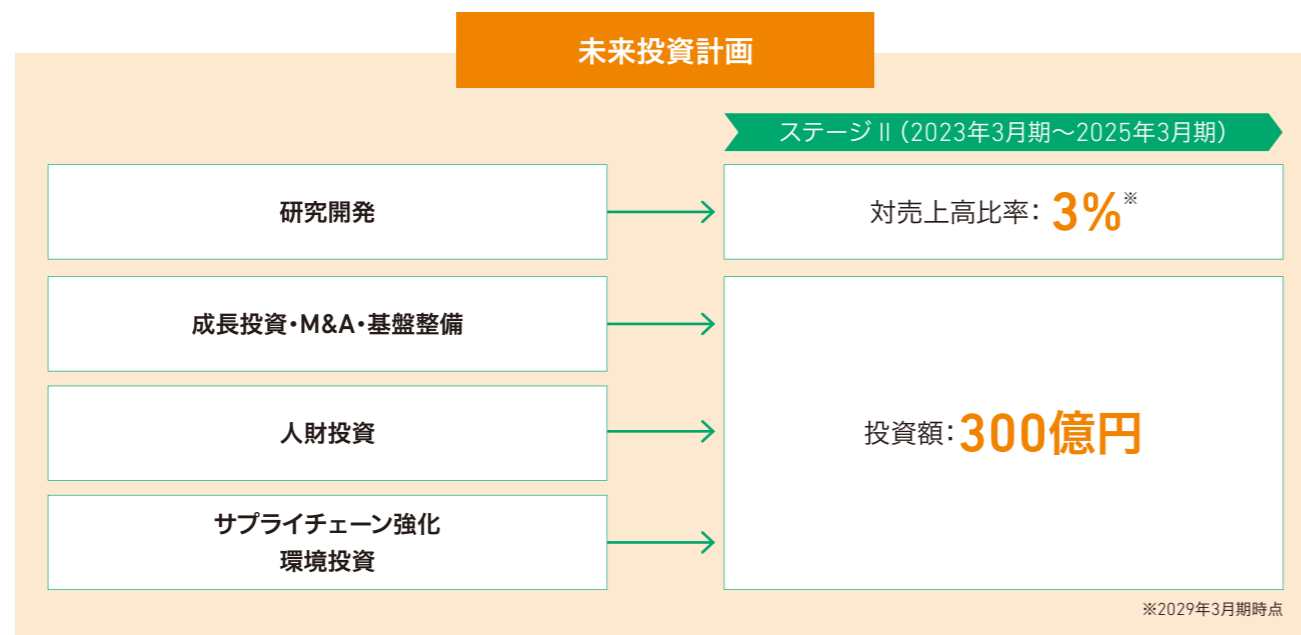 未来投資計画
ステージⅡ（2023年3月期～2025年3月期）
研究開発
対売上高比率：3%※
成長投資・M&A・基盤整備
人財投資
サプライチェーン強化
環境投資
投資額：300億円
※2029年3月期時点